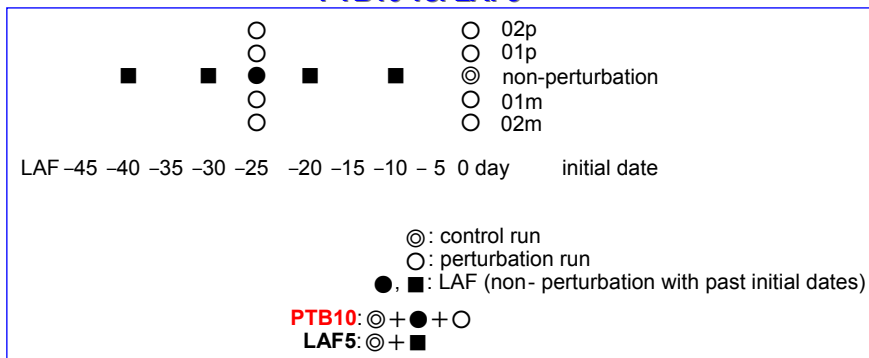 ○ ○ 02p
○ ○ 01p
■ ■ ● ■ ■ ◎ non-perturbation
○ ○ 01m
○ ○ 02m
LAF –45 –40 –35 –30 –25 –20 –15 –10 – 5 0 day initial date
◎: control run
○: perturbation run
●, ■: LAF (non- perturbation with past initial dates)
PTB10: ◎+●+○
LAF5: ◎+■